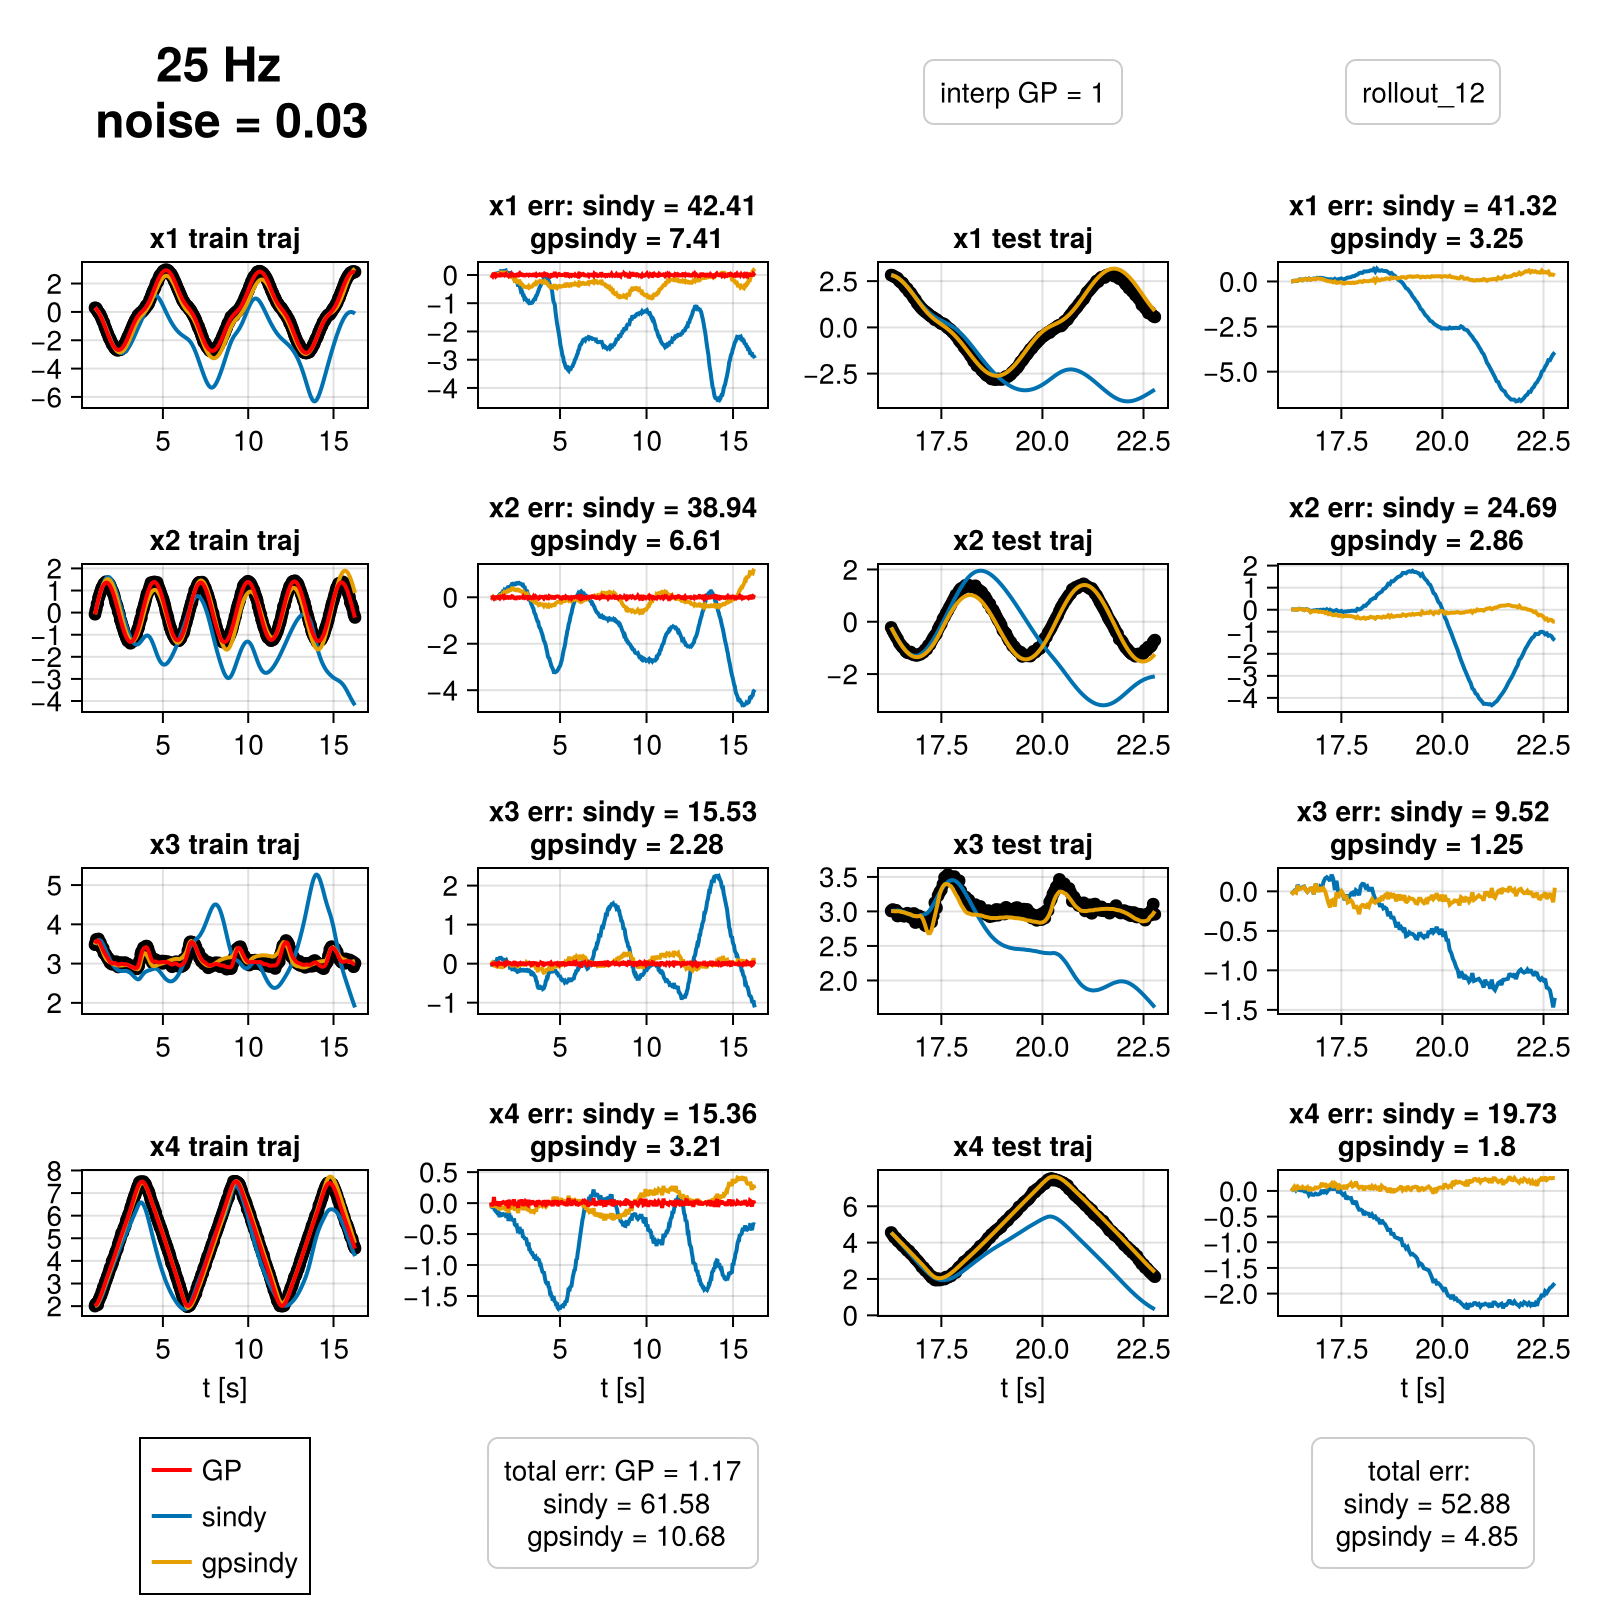 25 Hz
noise = 0.03
interp GP = 1
rollout_12
x1 train traj
2
0
−2
−4
−6
5 10 15
x1 err: sindy = 42.41
gpsindy = 7.41
0
−1
−2
−3
−4
5 10 15
x1 test traj
2.5
0.0
−2.5
17.5 20.0 22.5
x1 err: sindy = 41.32
gpsindy = 3.25
0.0
−2.5
−5.0
17.5 20.0 22.5
x2 train traj
2
1
0
−1
−2
−3
−4
5 10 15
x2 err: sindy = 38.94
gpsindy = 6.61
0
−2
−4
5 10 15
x2 test traj
2
0
−2
17.5 20.0 22.5
x2 err: sindy = 24.69
gpsindy = 2.86
2
1
0
−1
−2
−3
−4
17.5 20.0 22.5
x3 train traj
5
4
3
2
5 10 15
x3 err: sindy = 15.53
gpsindy = 2.28
2
1
0
−1
5 10 15
x3 test traj
3.5
3.0
2.5
2.0
17.5 20.0 22.5
x3 err: sindy = 9.52
gpsindy = 1.25
0.0
−0.5
−1.0
−1.5
17.5 20.0 22.5
x4 train traj
8
7
6
5
4
3
2
5 10 15
t [s]
x4 err: sindy = 15.36
gpsindy = 3.21
0.5
0.0
−0.5
−1.0
−1.5
5 10 15
t [s]
x4 test traj
6
4
2
0
17.5 20.0 22.5
t [s]
x4 err: sindy = 19.73
gpsindy = 1.8
0.0
−0.5
−1.0
−1.5
−2.0
17.5 20.0 22.5
t [s]
GP
sindy
gpsindy
total err: GP = 1.17
sindy = 61.58
gpsindy = 10.68
total err:
sindy = 52.88
gpsindy = 4.85